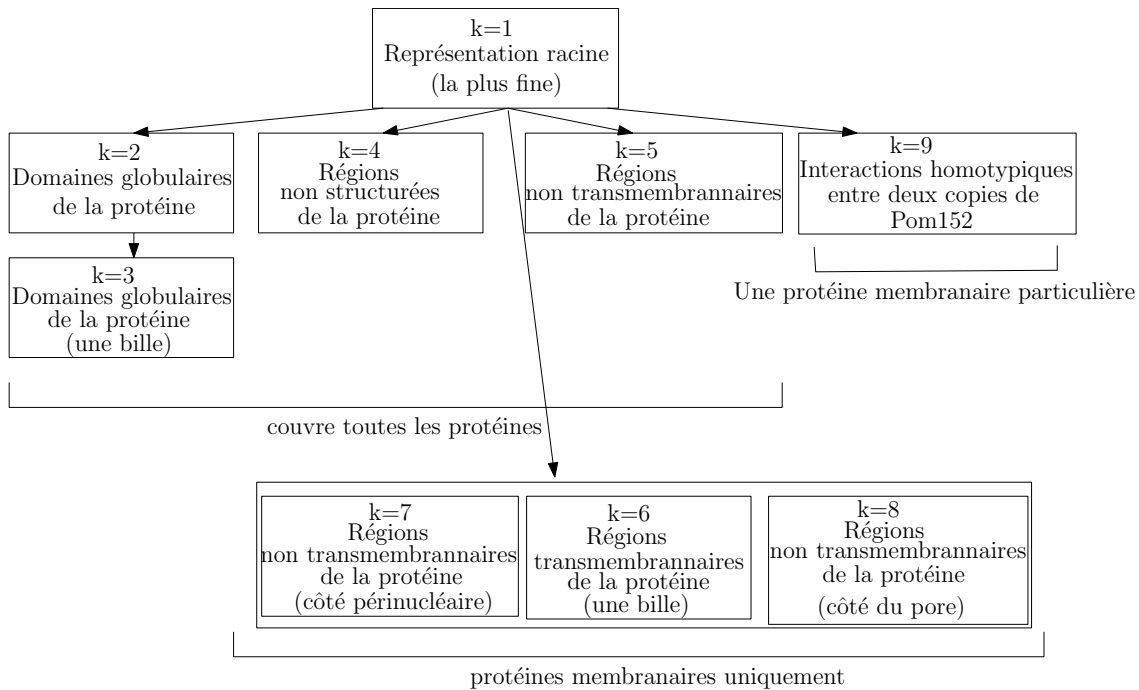 k=1
Représentation racine
(la plus fine)
k=2
Domaines globulaires
de la protéine
k=4
Régions
non structurées
de la protéine
k=5
Régions
non transmembrannaires
de la protéine
k=9
Interactions homotypiques
entre deux copies de
Pom152
k=3
Domaines globulaires
de la protéine
(une bille)
Une protéine membranaire particulière
couvre toutes les protéines
k=7
Régions
non transmembrannaires
de la protéine
(côté périnucléaire)
k=6
Régions
transmembrannaires
de la protéine
(une bille)
k=8
Régions
non transmembrannaires
de la protéine
(côté du pore)
protéines membranaires uniquement